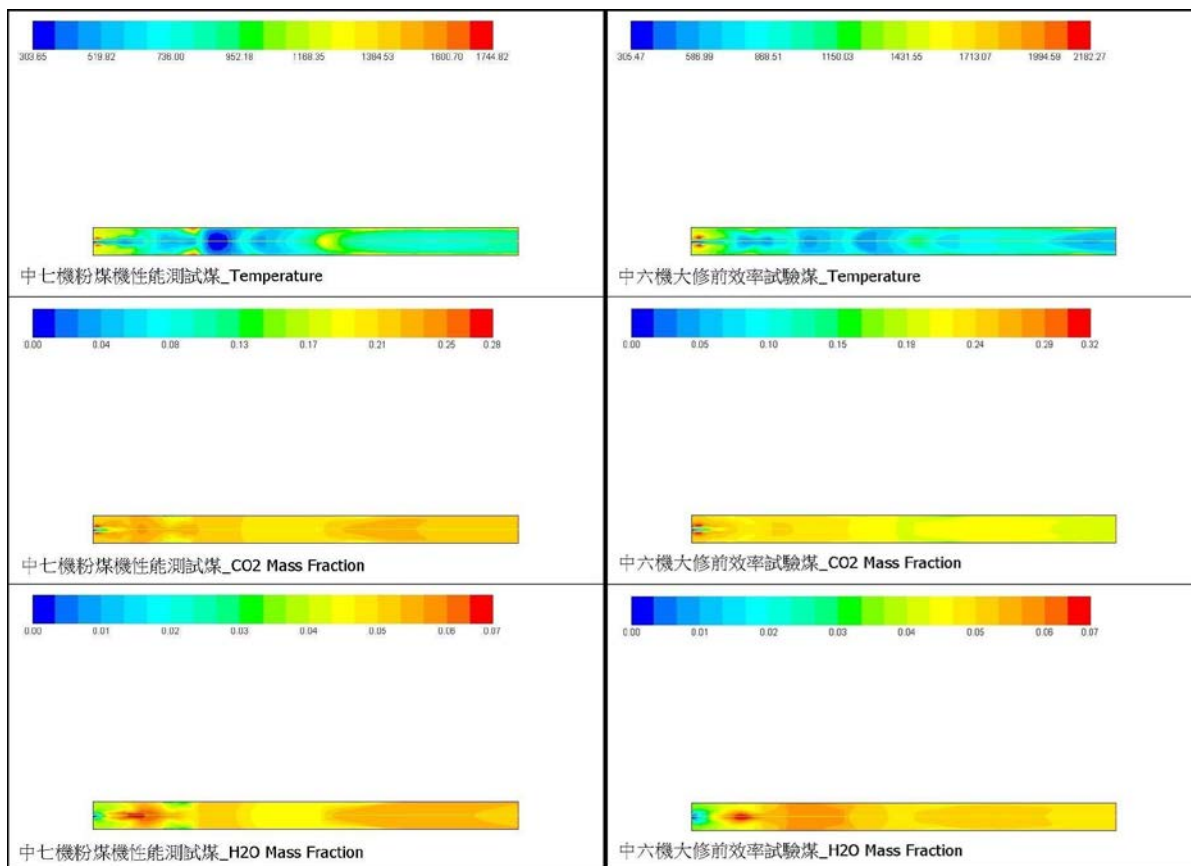 303.65 519.82 736.00 952.18 1168.35 1384.53 1600.70 1744.82
中七機粉煤機性能測試煤_Temperature
305.47 586.99 868.51 1150.03 1431.55 1713.07 1994.59 2182.27
中六機大修前效率試驗煤_Temperature
0.00 0.04 0.08 0.13 0.17 0.21 0.25 0.28
中七機粉煤機性能測試煤_CO2 Mass Fraction
0.00 0.05 0.10 0.15 0.19 0.24 0.29 0.32
中六機大修前效率試驗煤_CO2 Mass Fraction
0.00 0.01 0.02 0.03 0.04 0.05 0.06 0.07
中七機粉煤機性能測試煤_H2O Mass Fraction
0.00 0.01 0.02 0.03 0.04 0.05 0.06 0.07
中六機大修前效率試驗煤_H2O Mass Fraction